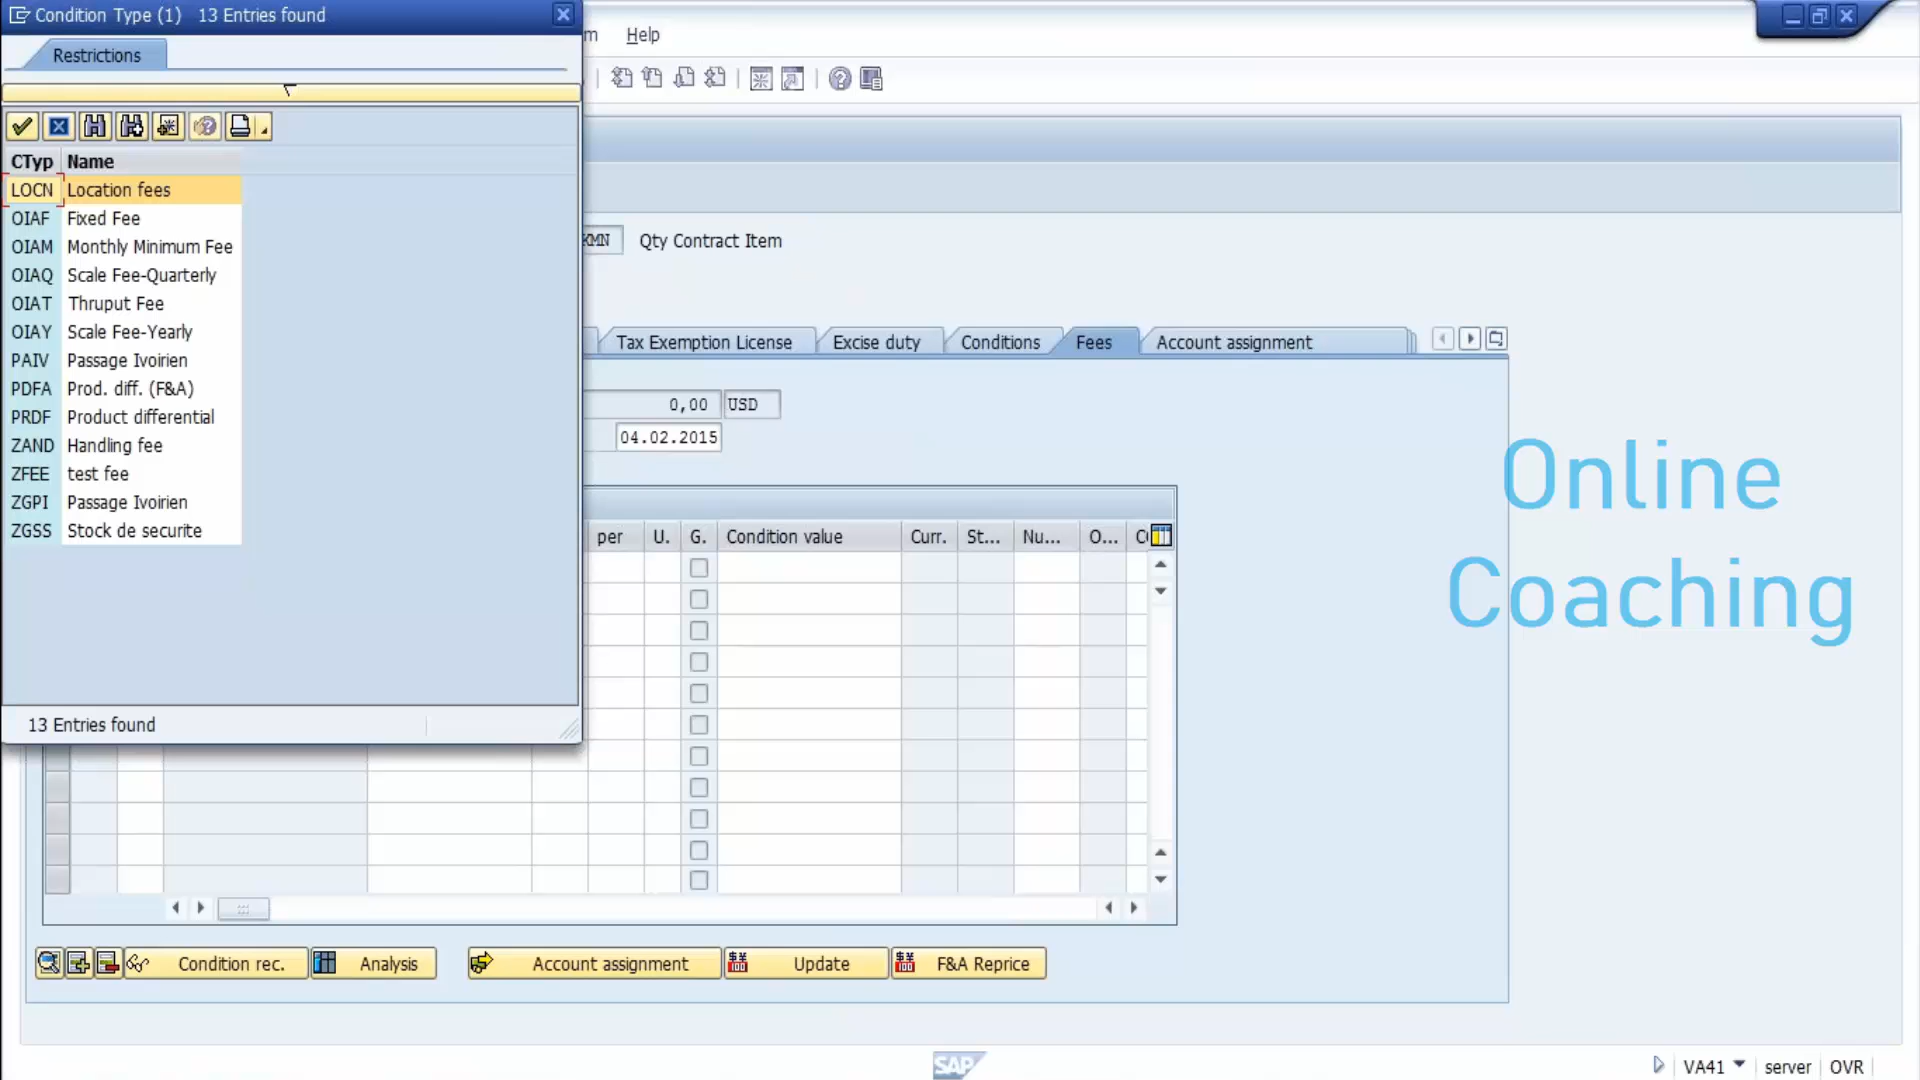 Condition Type (1) 13 Entries found
Help
Restrictions
CTyp Name
LOCN Location fees
OIAF Fixed Fee
OIAM Monthly Minimum Fee
OIAQ Scale Fee-Quarterly
OIAT Thruput Fee
OIAY Scale Fee-Yearly
PAIV Passage Ivoirien
PDFA Prod. diff. (F&A)
PRDF Product differential
ZAND Handling fee
ZFEE test fee
ZGPI Passage Ivoirien
ZGSS Stock de securite
13 Entries found
KMN Qty Contract Item
Tax Exemption License Excise duty Conditions Fees Account assignment
0,00 USD
04.02.2015
per U. G. Condition value Curr. St... Nu... O...
Online
Coaching
Condition rec. Analysis Account assignment Update F&A Reprice
SAP
VA41 server OVR